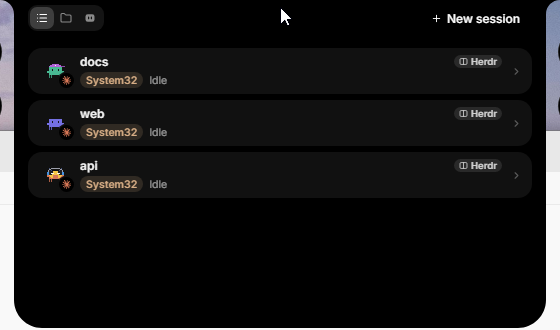 + New session
docs
Herdr
System32 Idle
web
Herdr
System32 Idle
api
Herdr
System32 Idle